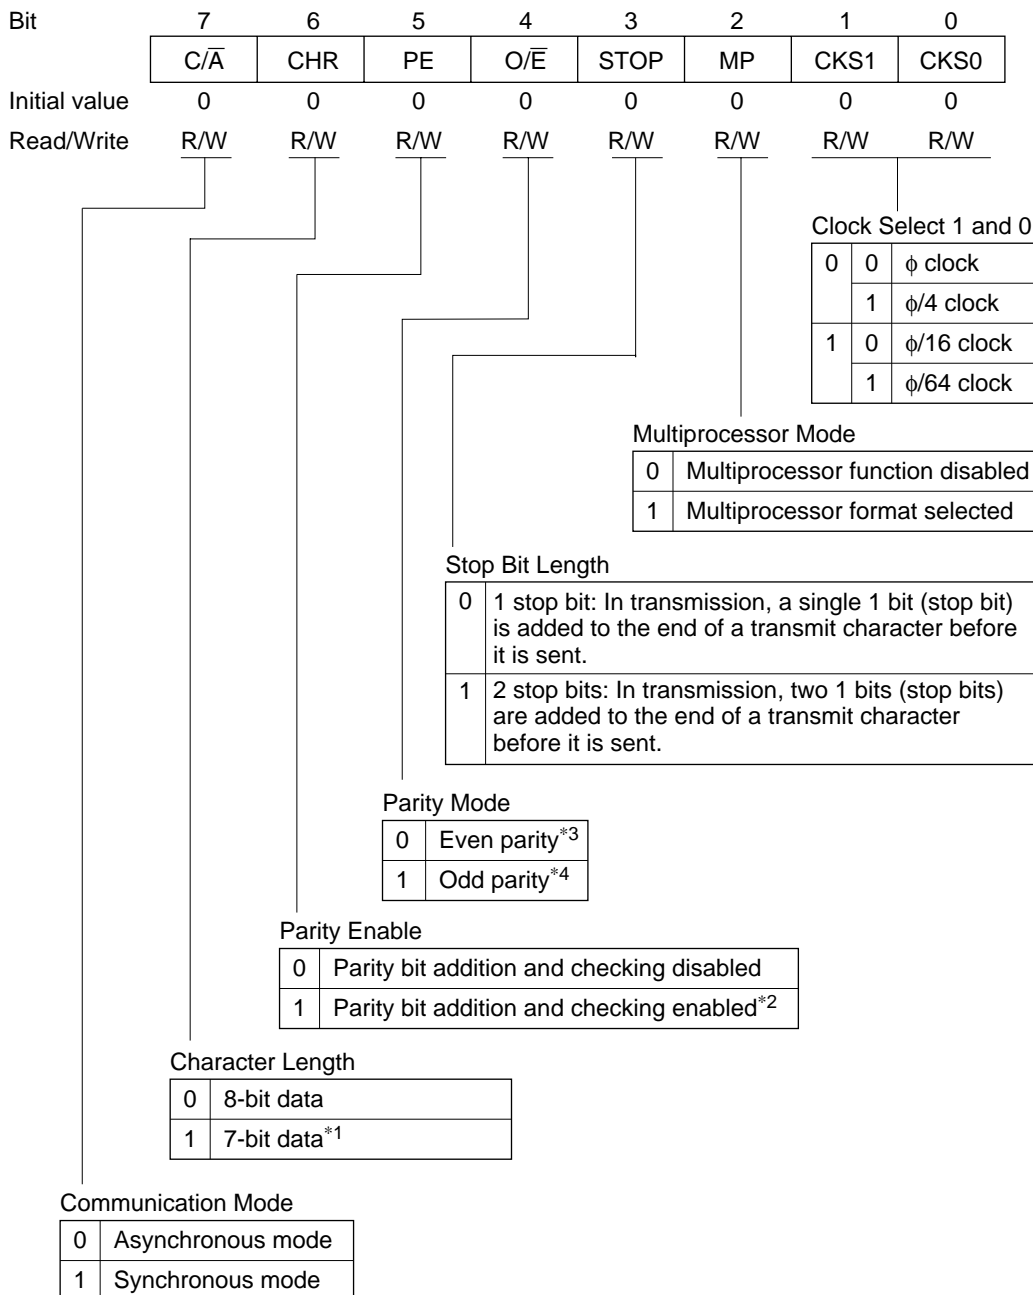 Bit 7 6 5 4 3 2 1 0
C/A̅ CHR PE O/E̅ STOP MP CKS1 CKS0
Initial value 0 0 0 0 0 0 0 0
Read/Write R/W R/W R/W R/W R/W R/W R/W R/W
Clock Select 1 and 0
0 0 ϕ clock
1 ϕ/4 clock
1 0 ϕ/16 clock
1 ϕ/64 clock
Multiprocessor Mode
0 Multiprocessor function disabled
1 Multiprocessor format selected
Stop Bit Length
0 1 stop bit: In transmission, a single 1 bit (stop bit)
is added to the end of a transmit character before
it is sent.
1 2 stop bits: In transmission, two 1 bits (stop bits)
are added to the end of a transmit character
before it is sent.
Parity Mode
0 Even parity*3
1 Odd parity*4
Parity Enable
0 Parity bit addition and checking disabled
1 Parity bit addition and checking enabled*2
Character Length
0 8-bit data
1 7-bit data*1
Communication Mode
0 Asynchronous mode
1 Synchronous mode